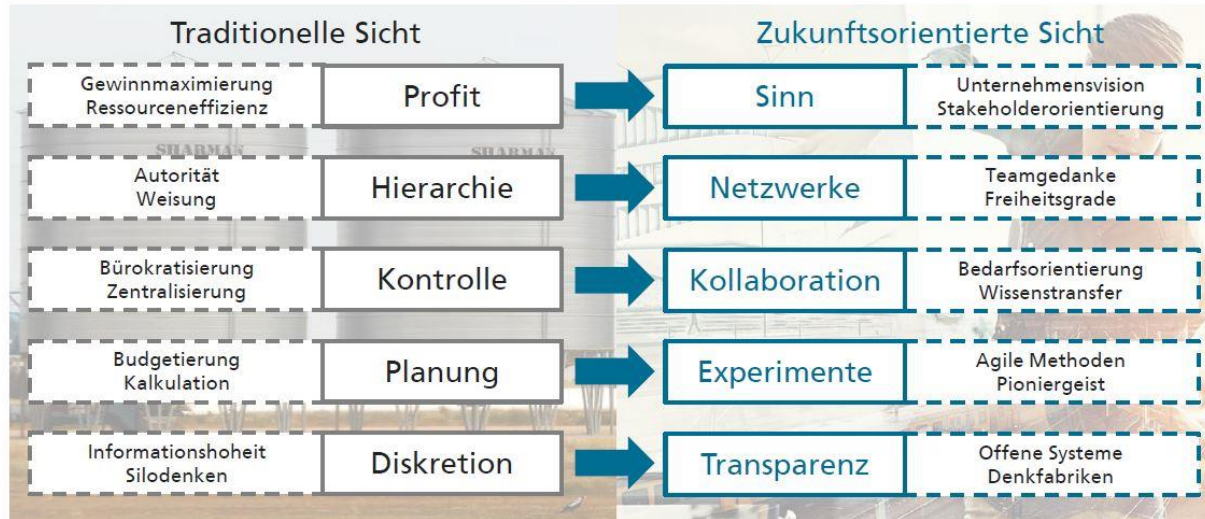 Traditionelle Sicht
Zukunftsorientierte Sicht
Gewinnmaximierung
Ressourceneffizienz
Profit
Sinn
Unternehmensvision
Stakeholderorientierung
SHARMAN
SHARMAN
Autorität
Weisung
Hierarchie
Netzwerke
Teamgedanke
Freiheitsgrade
Bürokratisierung
Zentralisierung
Kontrolle
Kollaboration
Bedarfsorientierung
Wissenstransfer
Budgetierung
Kalkulation
Planung
Experimente
Agile Methoden
Pioniergeist
Informationshoheit
Silodenken
Diskretion
Transparenz
Offene Systeme
Denkfabriken